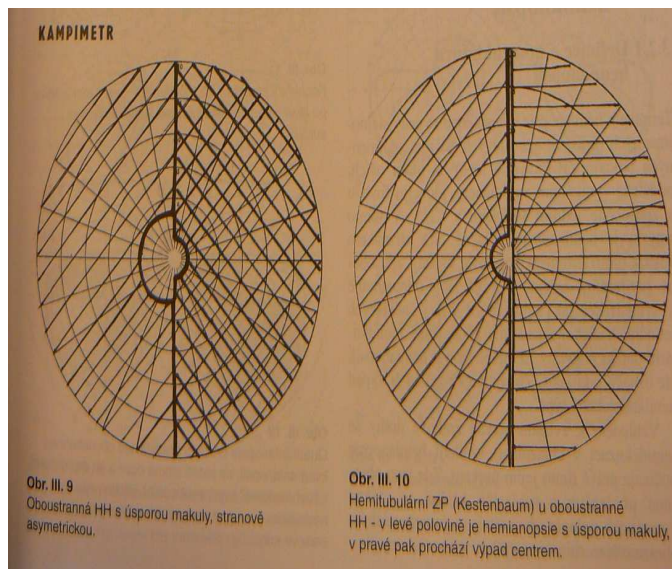 KAMPIMETR
Obr. III. 9
Oboustranná HH s úsporou makuly, stranově
asymetrickou.
Obr. III. 10
Hemitubulární ZP (Kestenbaum) u oboustranné
HH - v levé polovině je hemianopsie s úsporou makuly,
v pravé pak prochází výpad centrem.